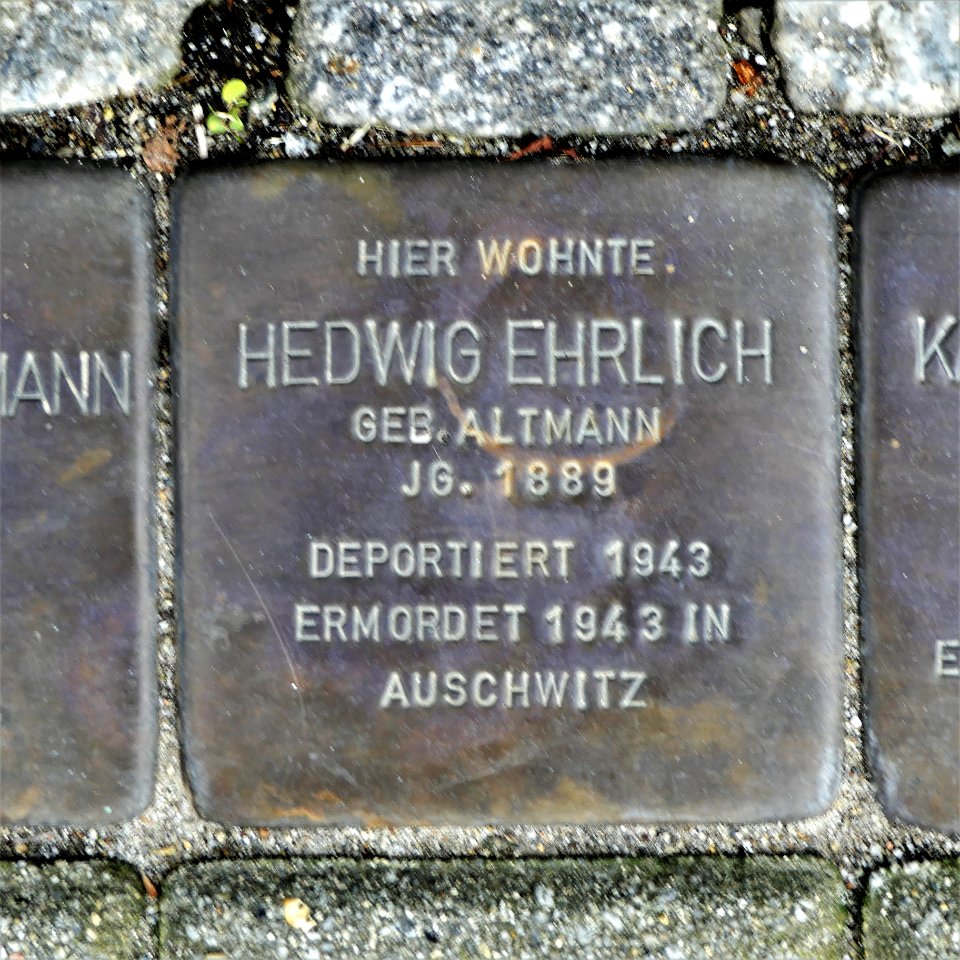 HIER WOHNTE
HEDWIG EHRLICH
GEB. ALTMANN
JG. 1889
DEPORTIERT 1943
ERMORDET 1943 IN
AUSCHWITZ